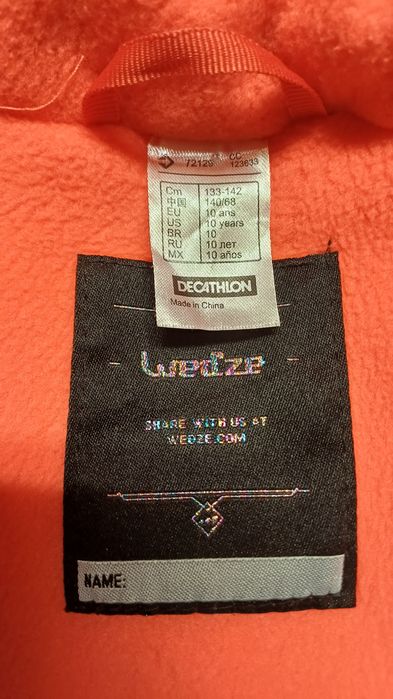 72129 CC
123633
Cm 133-142
中国 140/68
EU 10 ans
US 10 years
BR 10
RU 10 лет
MX 10 años
DECATHLON
Made in China
Wedze
SHARE WITH US AT
WEDZE.COM
NAME: